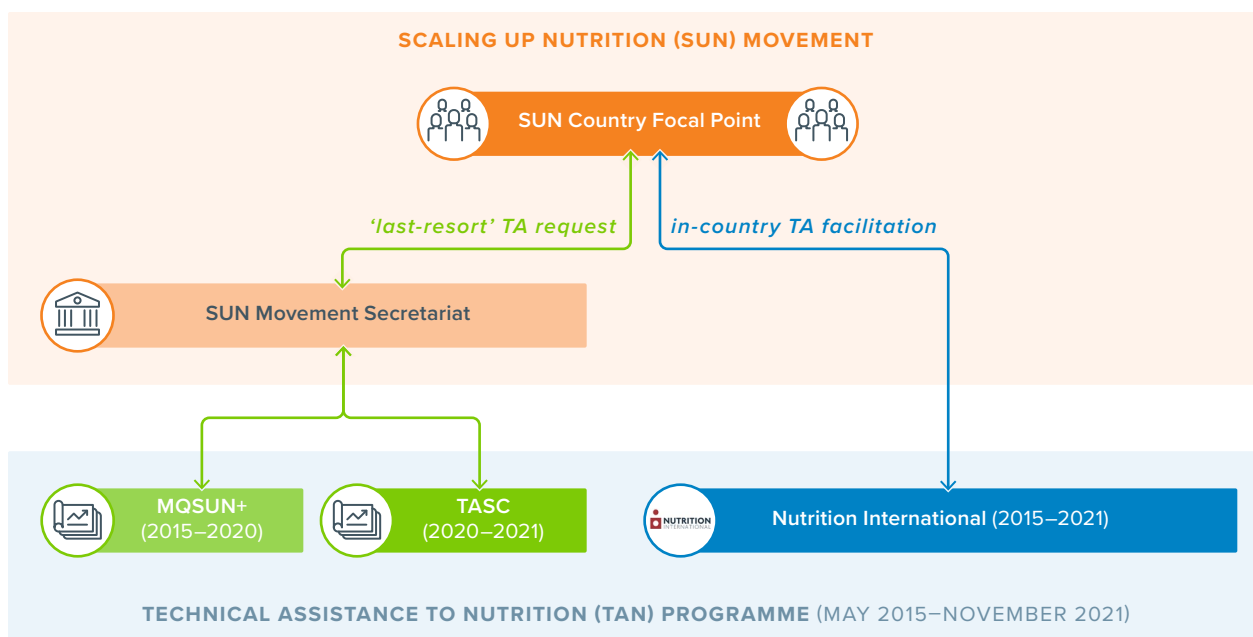 SCALING UP NUTRITION (SUN) MOVEMENT
SUN Country Focal Point
‘last-resort’ TA request
in-country TA facilitation
SUN Movement Secretariat
MQSUN+
(2015–2020)
TASC
(2020–2021)
NUTRITION
INTERNATIONAL
Nutrition International (2015–2021)
TECHNICAL ASSISTANCE TO NUTRITION (TAN) PROGRAMME (MAY 2015–NOVEMBER 2021)